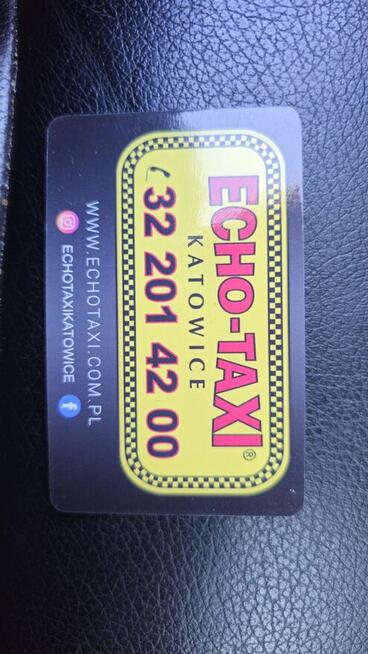 ECHO-TAXI®
KATOWICE
32 201 42 00
WWW.ECHOTAXI.COM.PL
ECHOTAXIKATOWICE